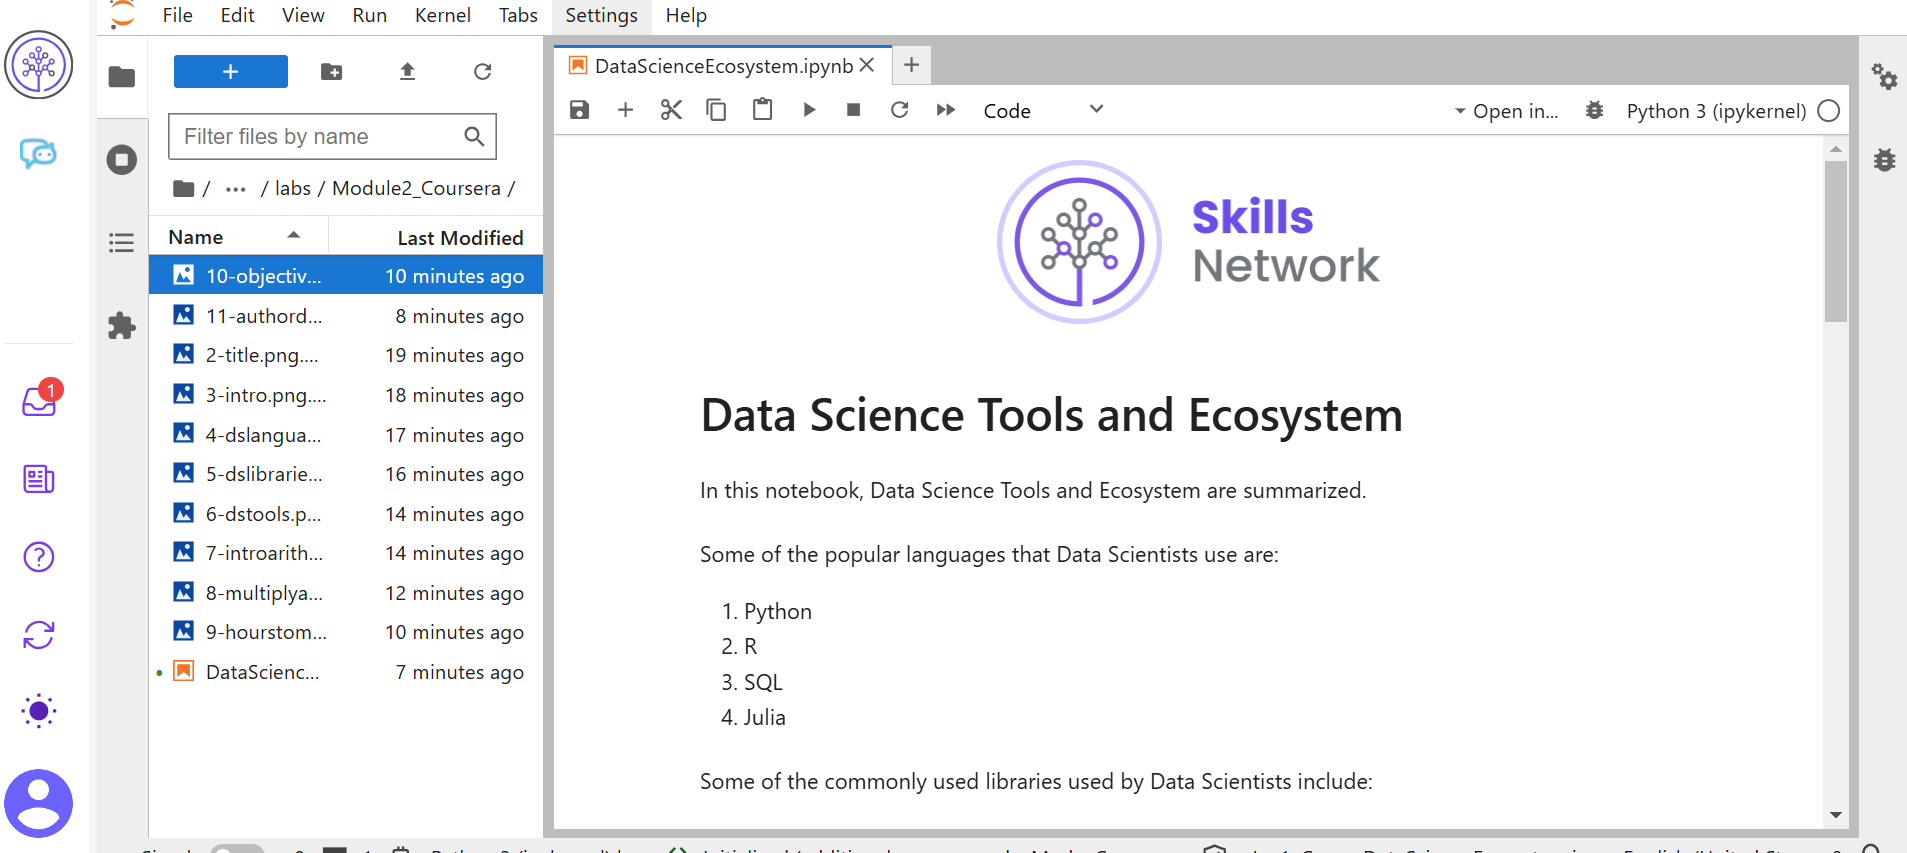 File Edit View Run Kernel Tabs Settings Help
DataScienceEcosystem.ipynb
Filter files by name
Code
Open in...
Python 3 (ipykernel)
/ ... / labs / Module2_Coursera /
Name Last Modified
10-objectiv... 10 minutes ago
11-authord... 8 minutes ago
2-title.png.... 19 minutes ago
3-intro.png.... 18 minutes ago
4-dslangua... 17 minutes ago
5-dslibrarie... 16 minutes ago
6-dstools.p... 14 minutes ago
7-introarith... 14 minutes ago
8-multiplya... 12 minutes ago
9-hourstom... 10 minutes ago
DataScienc... 7 minutes ago
1
Skills
Network
Data Science Tools and Ecosystem
In this notebook, Data Science Tools and Ecosystem are summarized.
Some of the popular languages that Data Scientists use are:
1. Python
2. R
3. SQL
4. Julia
Some of the commonly used libraries used by Data Scientists include: